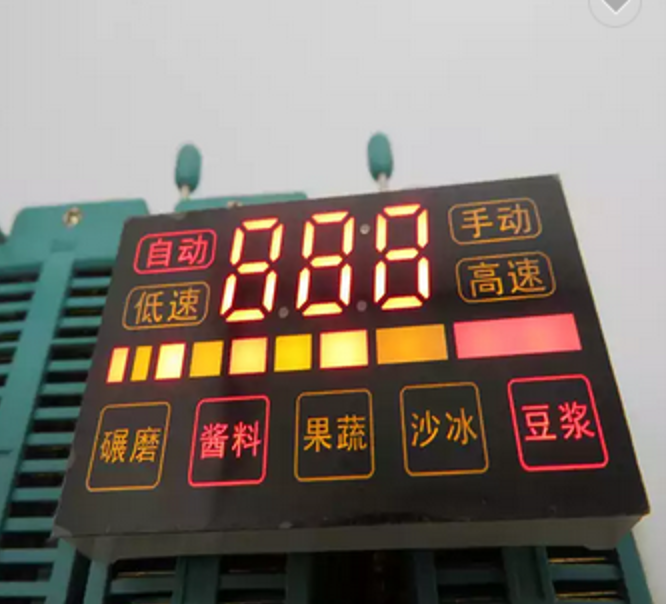 自动 888 手动
低速 高速
碾磨 酱料 果蔬 沙冰 豆浆